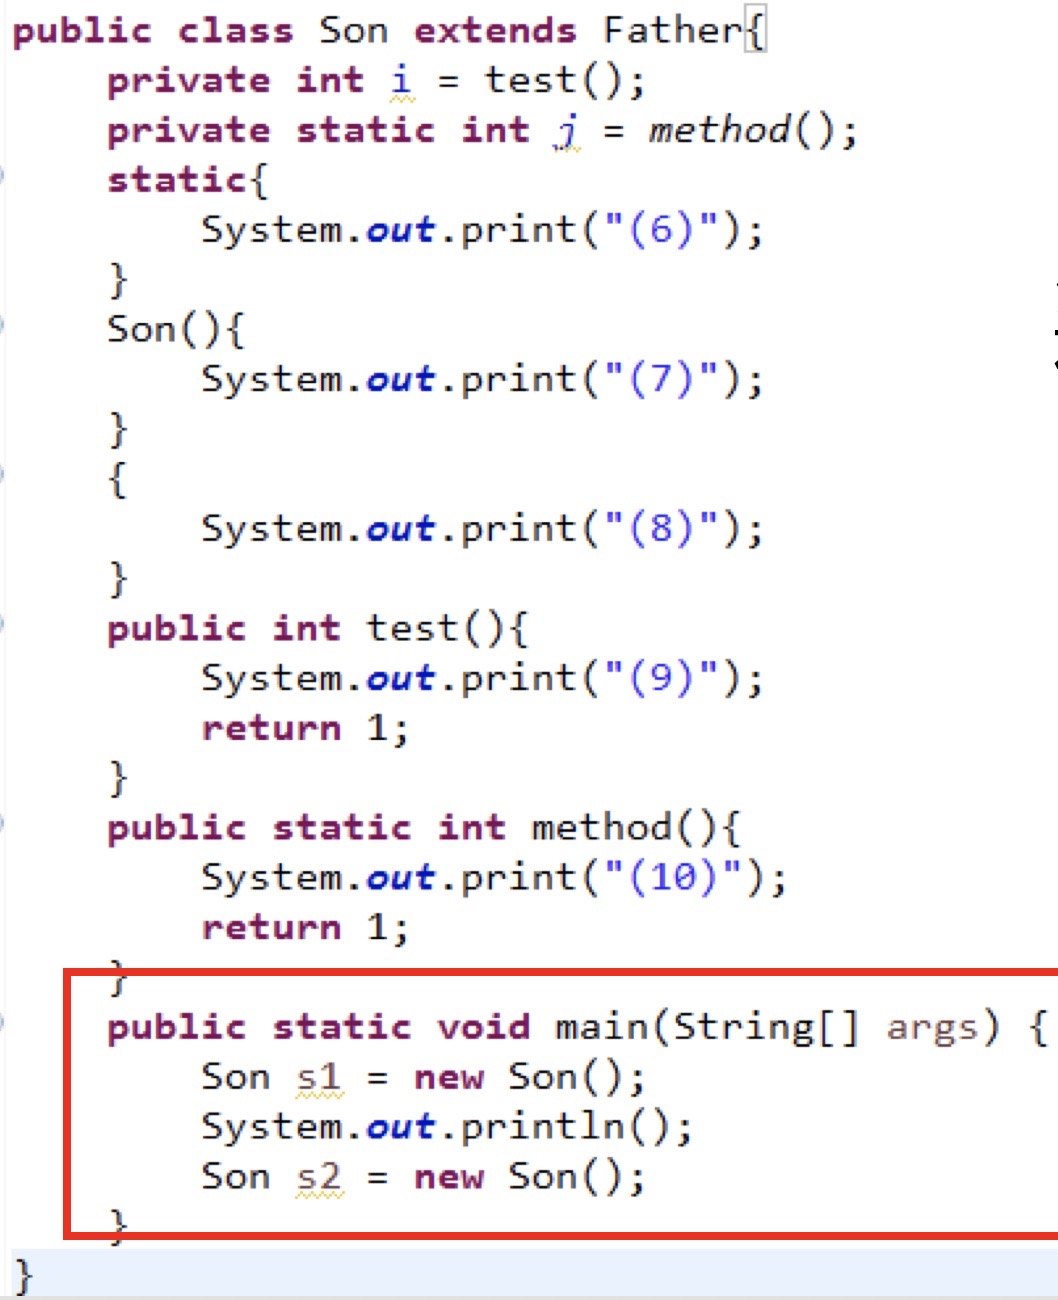 public class Son extends Father{
    private int i = test();
    private static int j = method();
    static{
        System.out.print("(6)");
    }
    Son(){
        System.out.print("(7)");
    }
    {
        System.out.print("(8)");
    }
    public int test(){
        System.out.print("(9)");
        return 1;
    }
    public static int method(){
        System.out.print("(10)");
        return 1;
    }
    public static void main(String[] args) {
        Son s1 = new Son();
        System.out.println();
        Son s2 = new Son();
    }
}